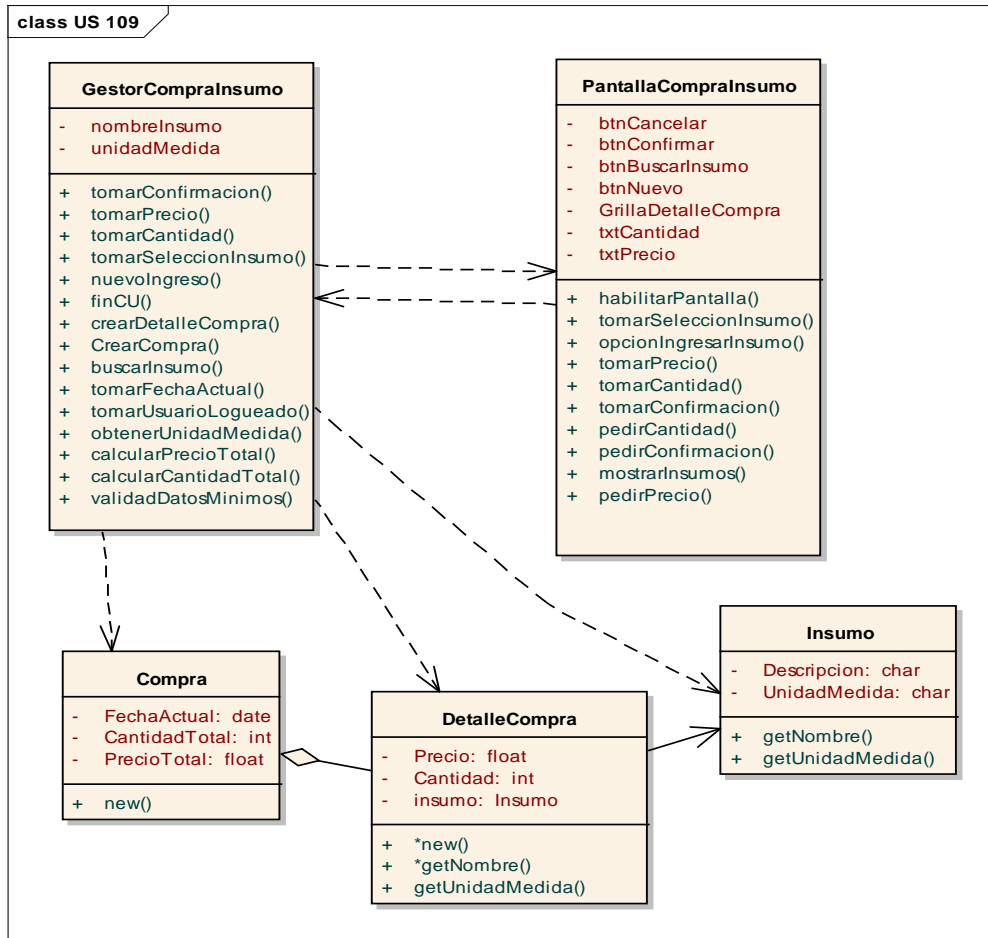 class US 109
GestorCompraInsumo
- nombreInsumo
- unidadMedida
+ tomarConfirmacion()
+ tomarPrecio()
+ tomarCantidad()
+ tomarSeleccionInsumo()
+ nuevoIngreso()
+ finCU()
+ crearDetalleCompra()
+ CrearCompra()
+ buscarInsumo()
+ tomarFechaActual()
+ tomarUsuarioLogueado()
+ obtenerUnidadMedida()
+ calcularPrecioTotal()
+ calcularCantidadTotal()
+ validadDatosMinimos()
PantallaCompraInsumo
- btnCancelar
- btnConfirmar
- btnBuscarInsumo
- btnNuevo
- GrillaDetalleCompra
- txtCantidad
- txtPrecio
+ habilitarPantalla()
+ tomarSeleccionInsumo()
+ opcionIngresarInsumo()
+ tomarPrecio()
+ tomarCantidad()
+ tomarConfirmacion()
+ pedirCantidad()
+ pedirConfirmacion()
+ mostrarInsumos()
+ pedirPrecio()
Compra
- FechaActual: date
- CantidadTotal: int
- PrecioTotal: float
+ new()
DetalleCompra
- Precio: float
- Cantidad: int
- insumo: Insumo
+ *new()
+ *getNombre()
+ getUnidadMedida()
Insumo
- Descripcion: char
- UnidadMedida: char
+ getNombre()
+ getUnidadMedida()